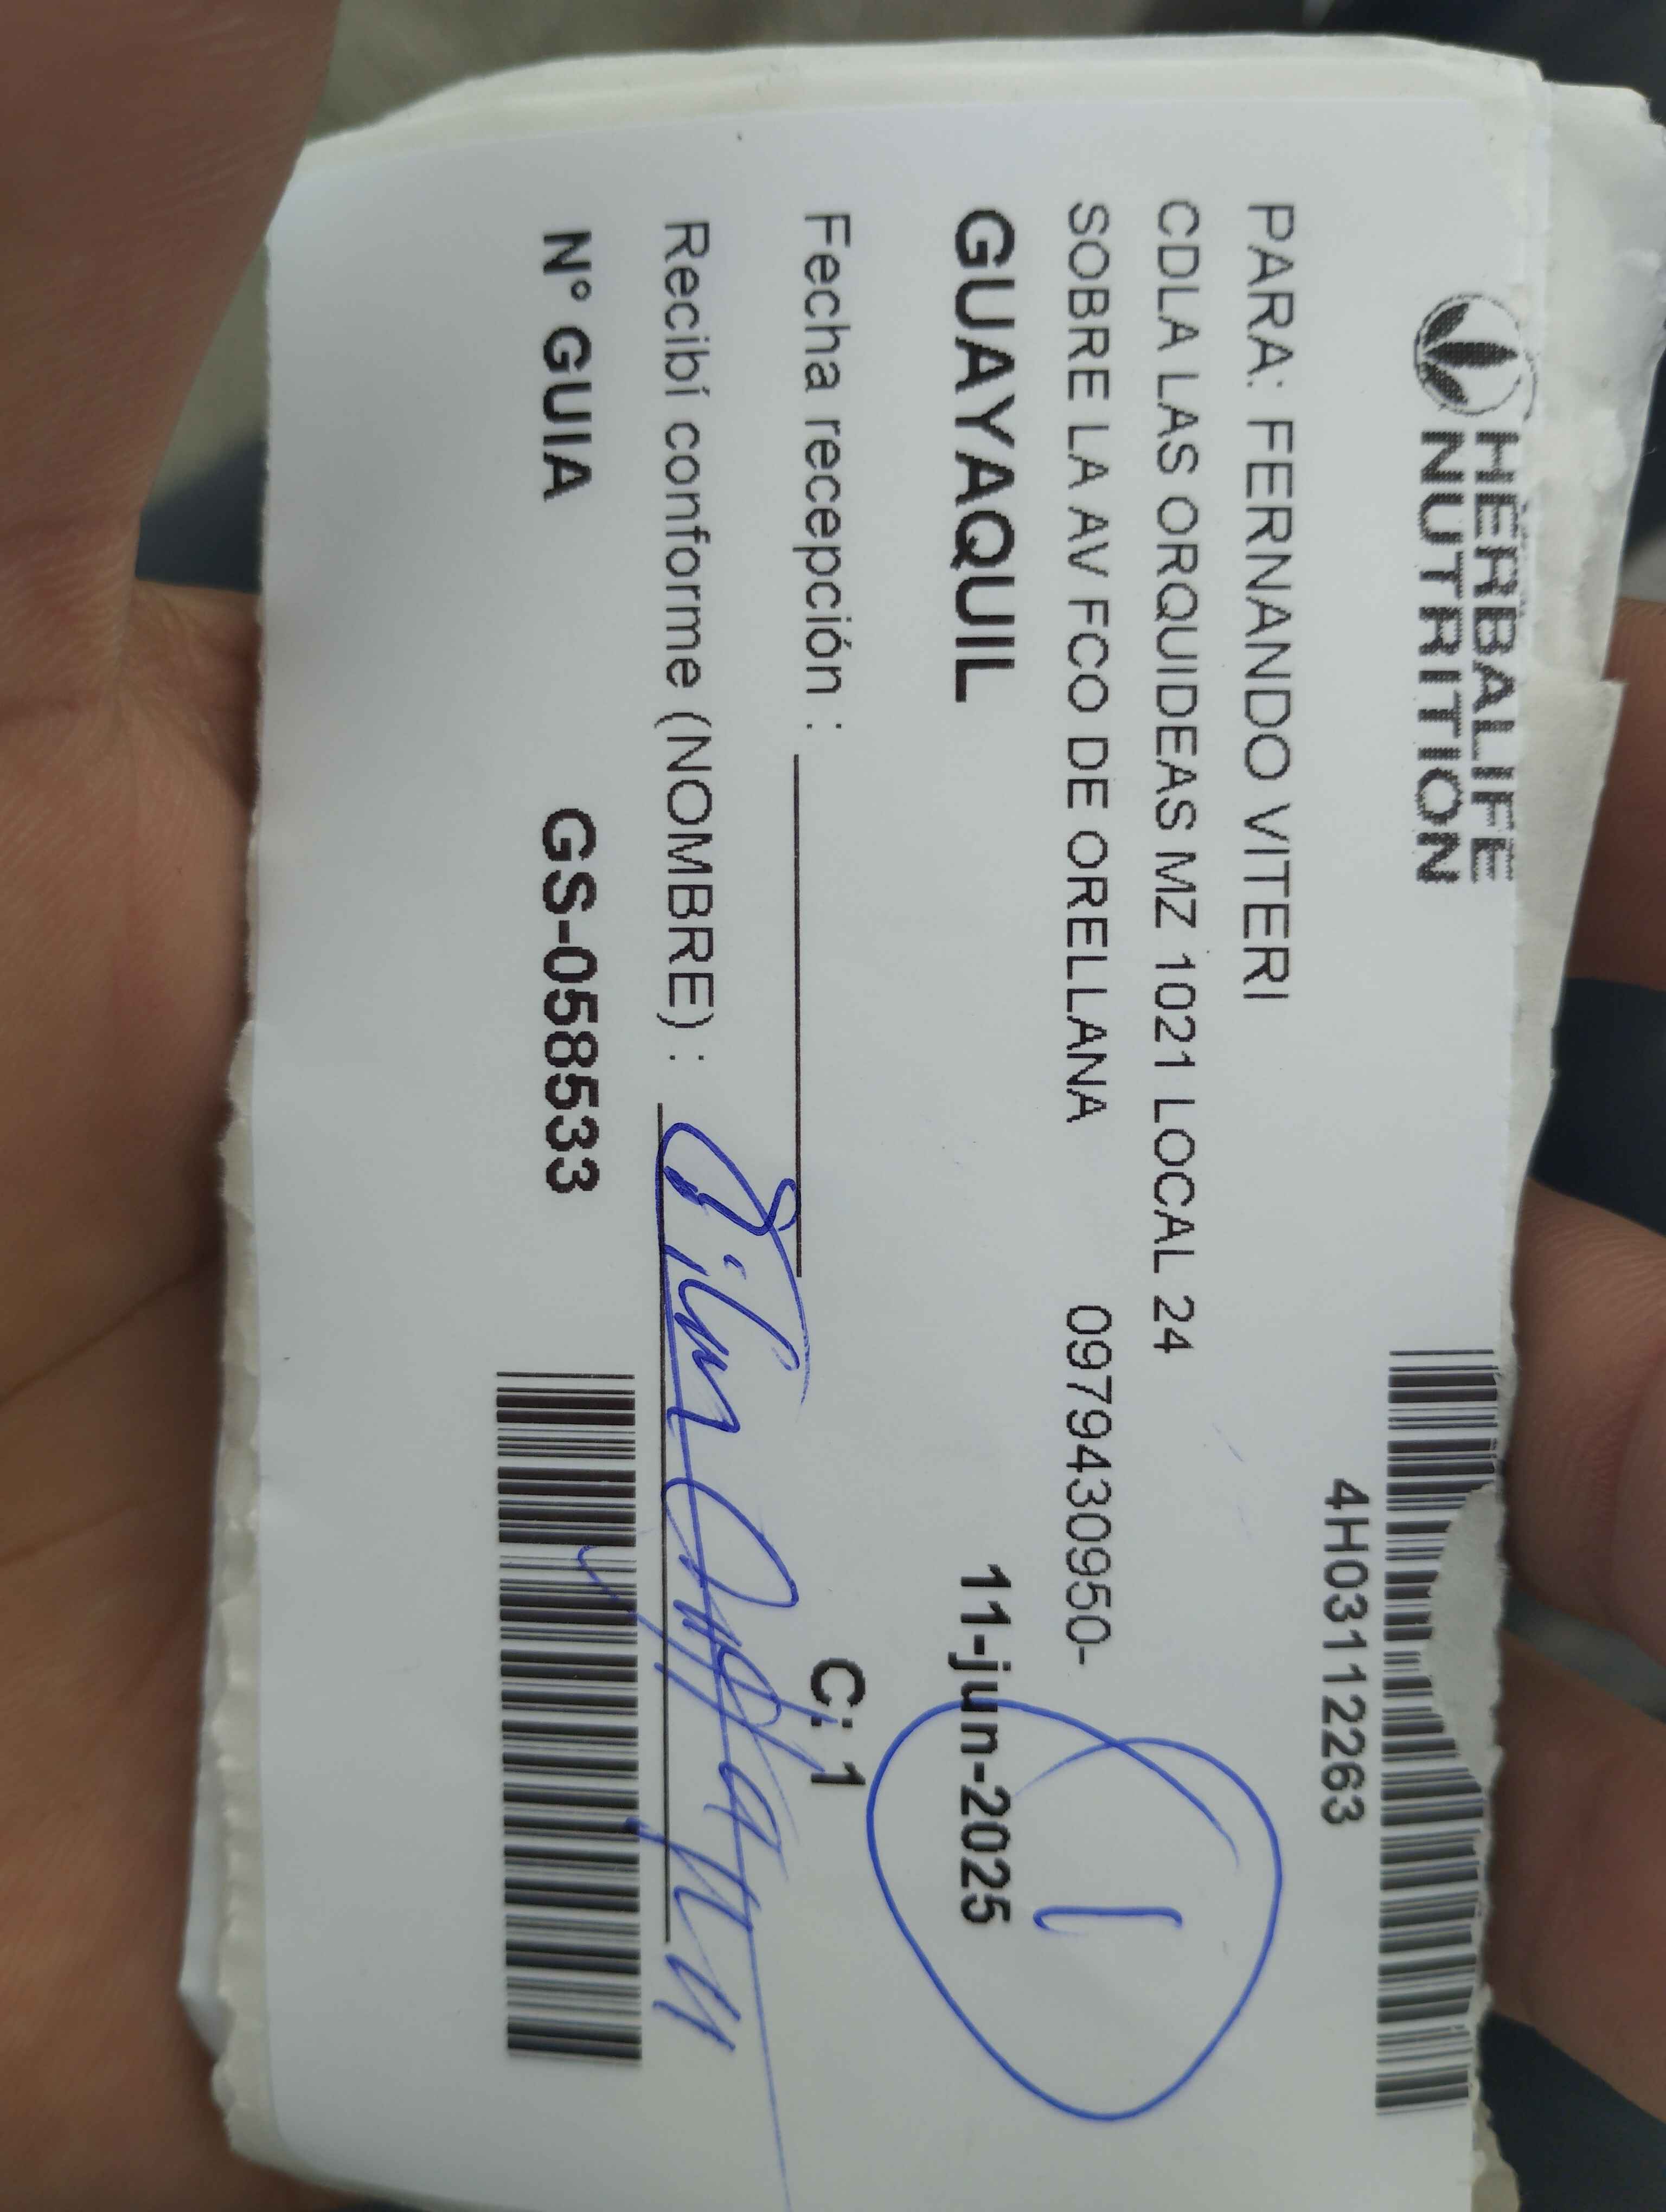 HERBALIFE
NUTRITION
4H03112263
PARA: FERNANDO VITERI
CDLA LAS ORQUIDEAS MZ 1021 LOCAL 24
SOBRE LA AV FCO DE ORELLANA 0979430950-
1
GUAYAQUIL 11-jun-2025
Fecha recepción : C: 1
Recibí conforme (NOMBRE) :
N° GUIA GS-058533